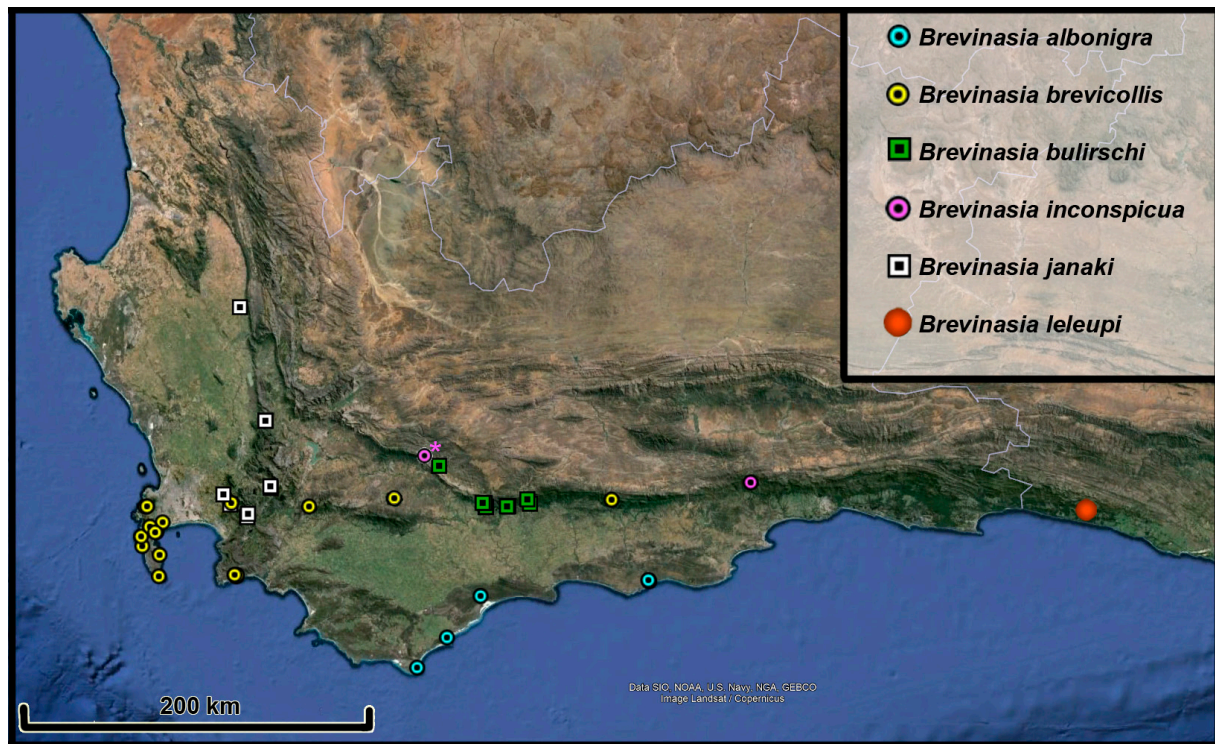 Brevinasia albonigra
Brevinasia brevicollis
Brevinasia bulirschi
Brevinasia inconspicua
Brevinasia janaki
Brevinasia leleupi
*
200 km
Data SIO, NOAA, U.S. Navy, NGA, GEBCO
Image Landsat / Copernicus